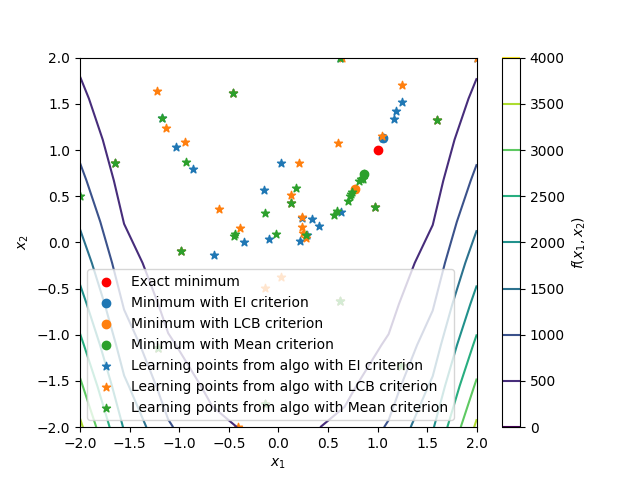 2.0
1.5
1.0
0.5
0.0
−0.5
−1.0
−1.5
−2.0
x₂
−2.0 −1.5 −1.0 −0.5 0.0 0.5 1.0 1.5 2.0
x₁
Exact minimum
Minimum with EI criterion
Minimum with LCB criterion
Minimum with Mean criterion
Learning points from algo with EI criterion
Learning points from algo with LCB criterion
Learning points from algo with Mean criterion
4000
3500
3000
2500
2000
1500
1000
500
0
f(x₁, x₂)